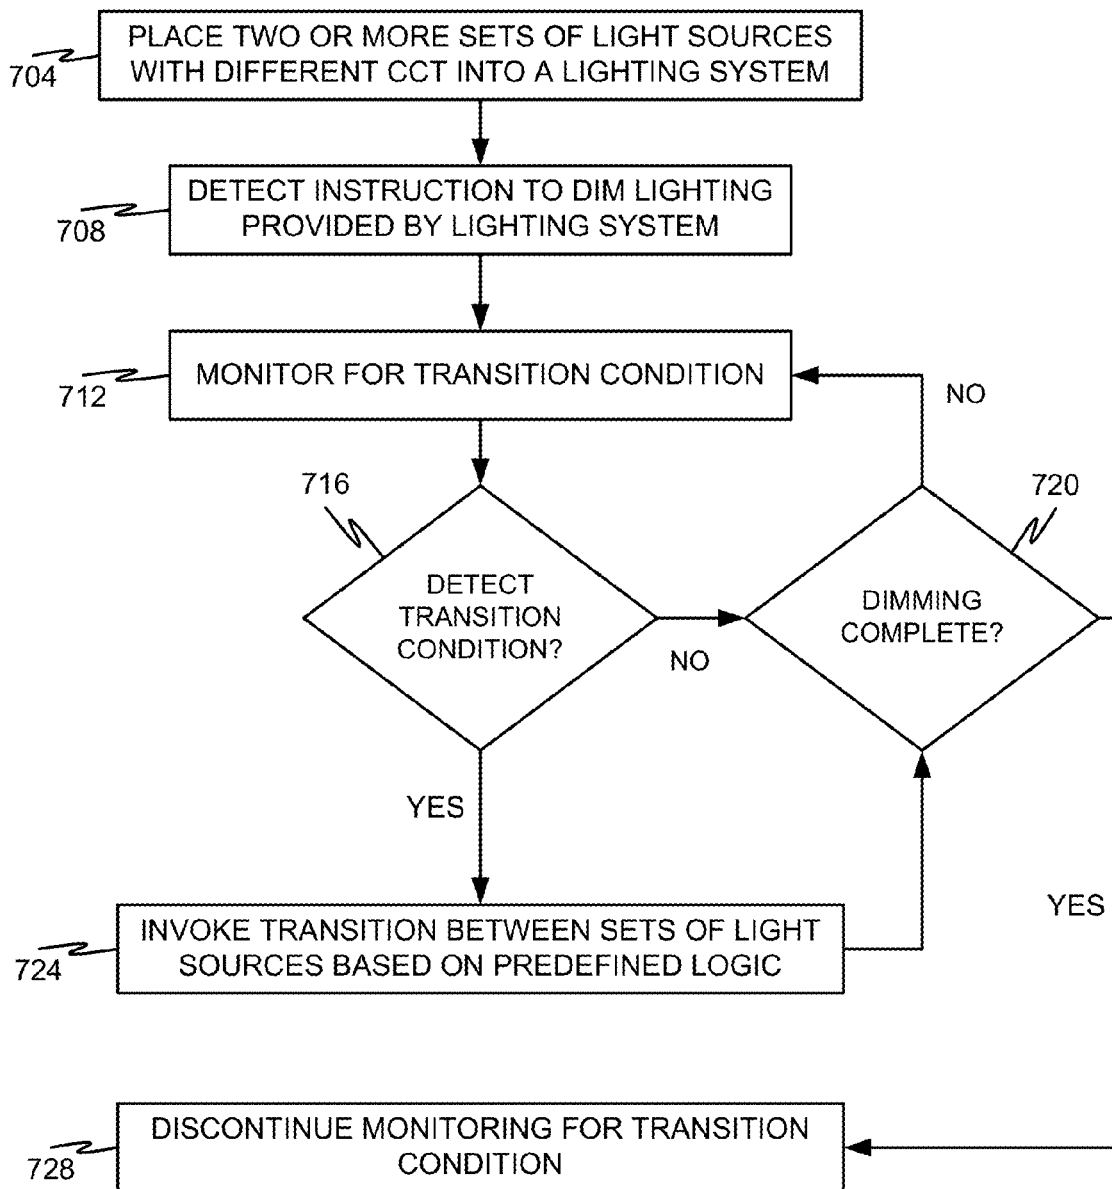 PLACE TWO OR MORE SETS OF LIGHT SOURCES
WITH DIFFERENT CCT INTO A LIGHTING SYSTEM
704
DETECT INSTRUCTION TO DIM LIGHTING
PROVIDED BY LIGHTING SYSTEM
708
MONITOR FOR TRANSITION CONDITION
712
NO
716
720
DETECT
TRANSITION
CONDITION?
DIMMING
COMPLETE?
NO
YES
YES
INVOKE TRANSITION BETWEEN SETS OF LIGHT
SOURCES BASED ON PREDEFINED LOGIC
724
DISCONTINUE MONITORING FOR TRANSITION
CONDITION
728